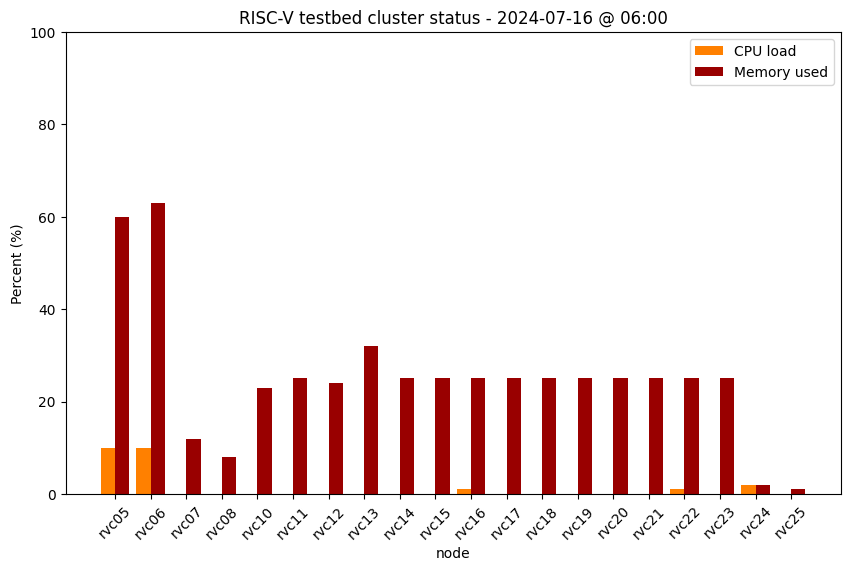 RISC-V testbed cluster status - 2024-07-16 @ 06:00
CPU load
Memory used
Percent (%)
100
80
60
40
20
0
rvc05
rvc06
rvc07
rvc08
rvc10
rvc11
rvc12
rvc13
rvc14
rvc15
rvc16
rvc17
rvc18
rvc19
rvc20
rvc21
rvc22
rvc23
rvc24
rvc25
node